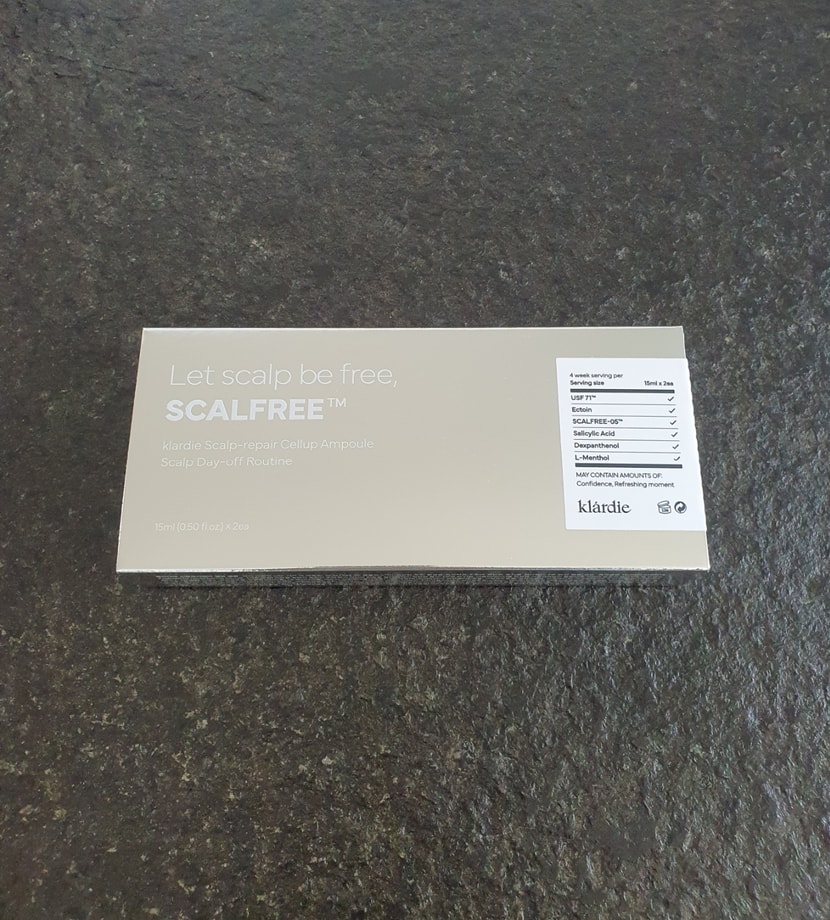 Let scalp be free,
SCALFREE™
klardie Scalp-repair Cellup Ampoule
Scalp Day-off Routine
15ml (0.50 fl.oz) x 2ea
4 week serving per
Serving size 15ml x 2ea
USF 71™ ✓
Ectoin ✓
SCALFREE-05™ ✓
Salicylic Acid ✓
Dexpanthenol ✓
L-Menthol ✓
MAY CONTAIN AMOUNTS OF:
Confidence, Refreshing moment
klárdie